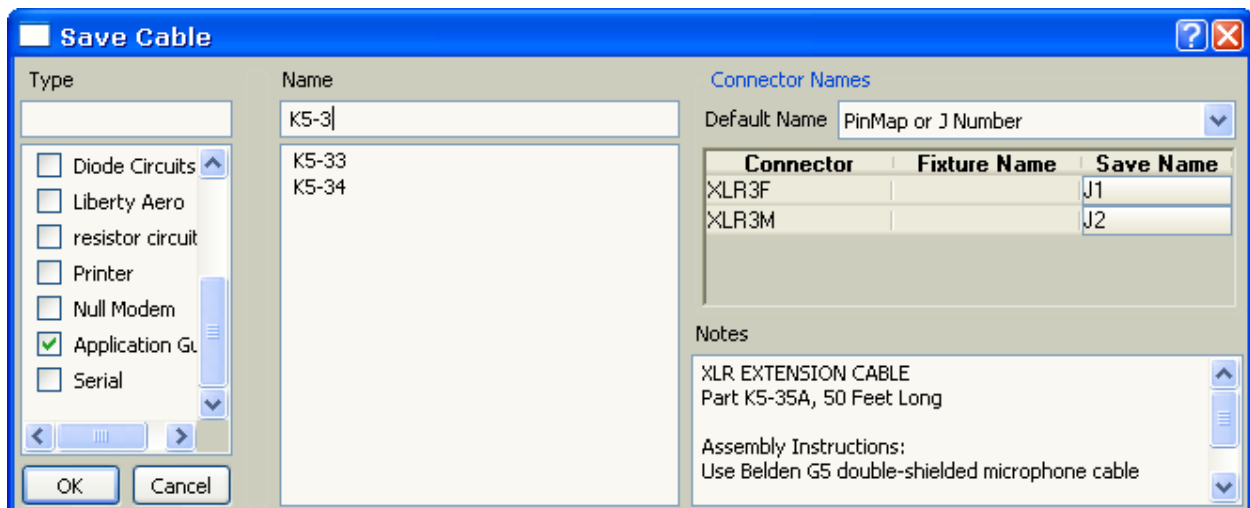 Save Cable
Type
Diode Circuits
Liberty Aero
resistor circuit
Printer
Null Modem
Application Gu
Serial
OK Cancel
Name
K5-3
K5-33
K5-34
Connector Names
Default Name PinMap or J Number
Connector Fixture Name Save Name
XLR3F J1
XLR3M J2
Notes
XLR EXTENSION CABLE
Part K5-35A, 50 Feet Long
Assembly Instructions:
Use Belden G5 double-shielded microphone cable